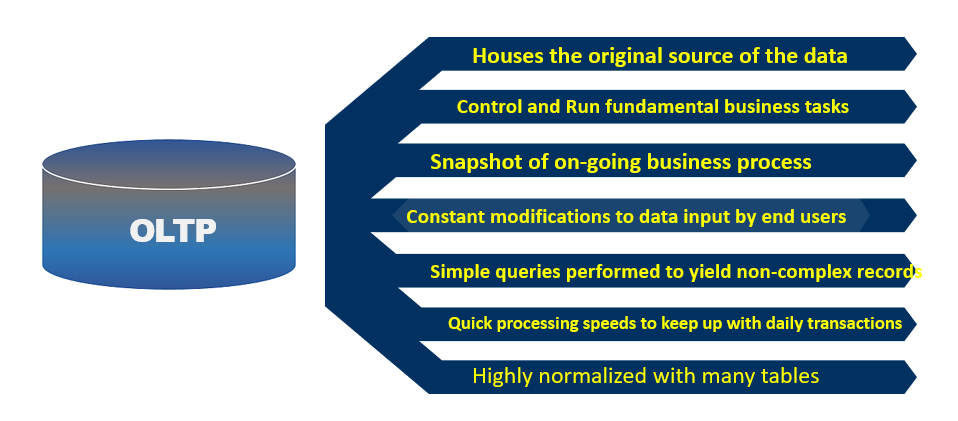 OLTP
Houses the original source of the data
Control and Run fundamental business tasks
Snapshot of on-going business process
Constant modifications to data input by end users
Simple queries performed to yield non-complex records
Quick processing speeds to keep up with daily transactions
Highly normalized with many tables